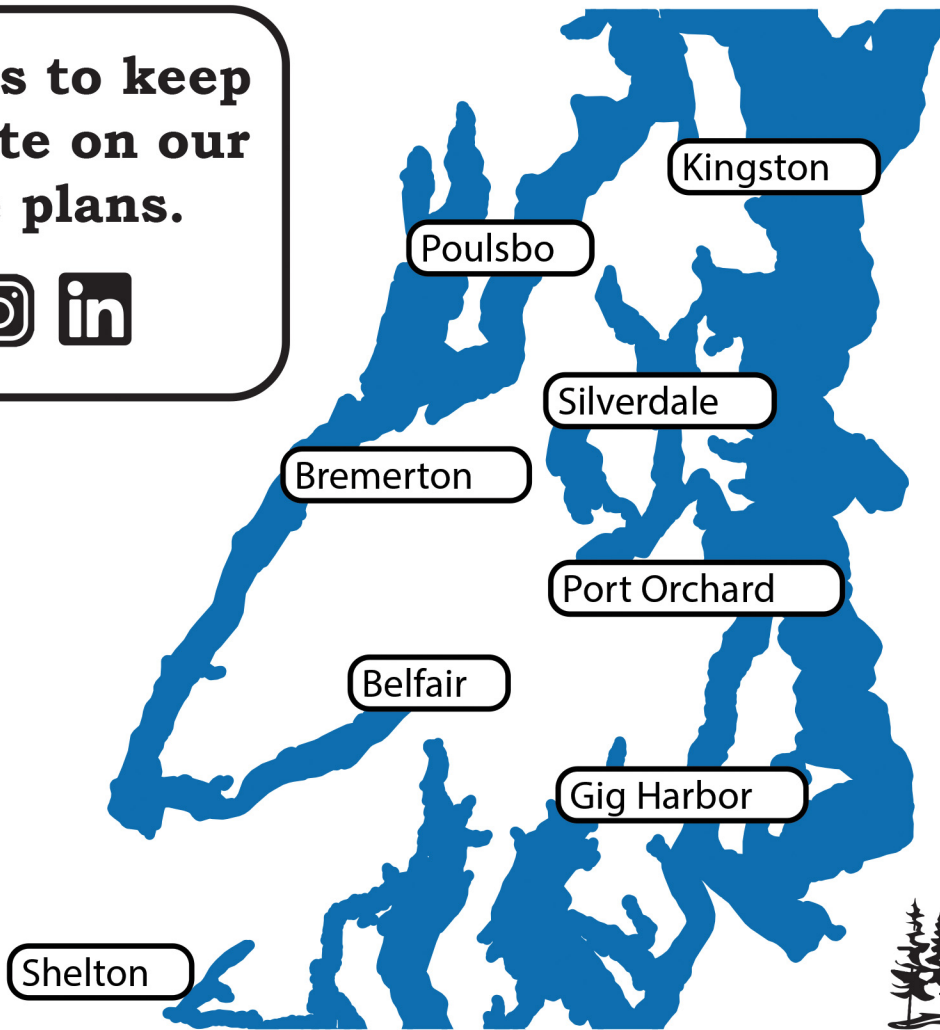 s to keep
te on our
plans.
in
Kingston
Poulsbo
Silverdale
Bremerton
Port Orchard
Belfair
Gig Harbor
Shelton